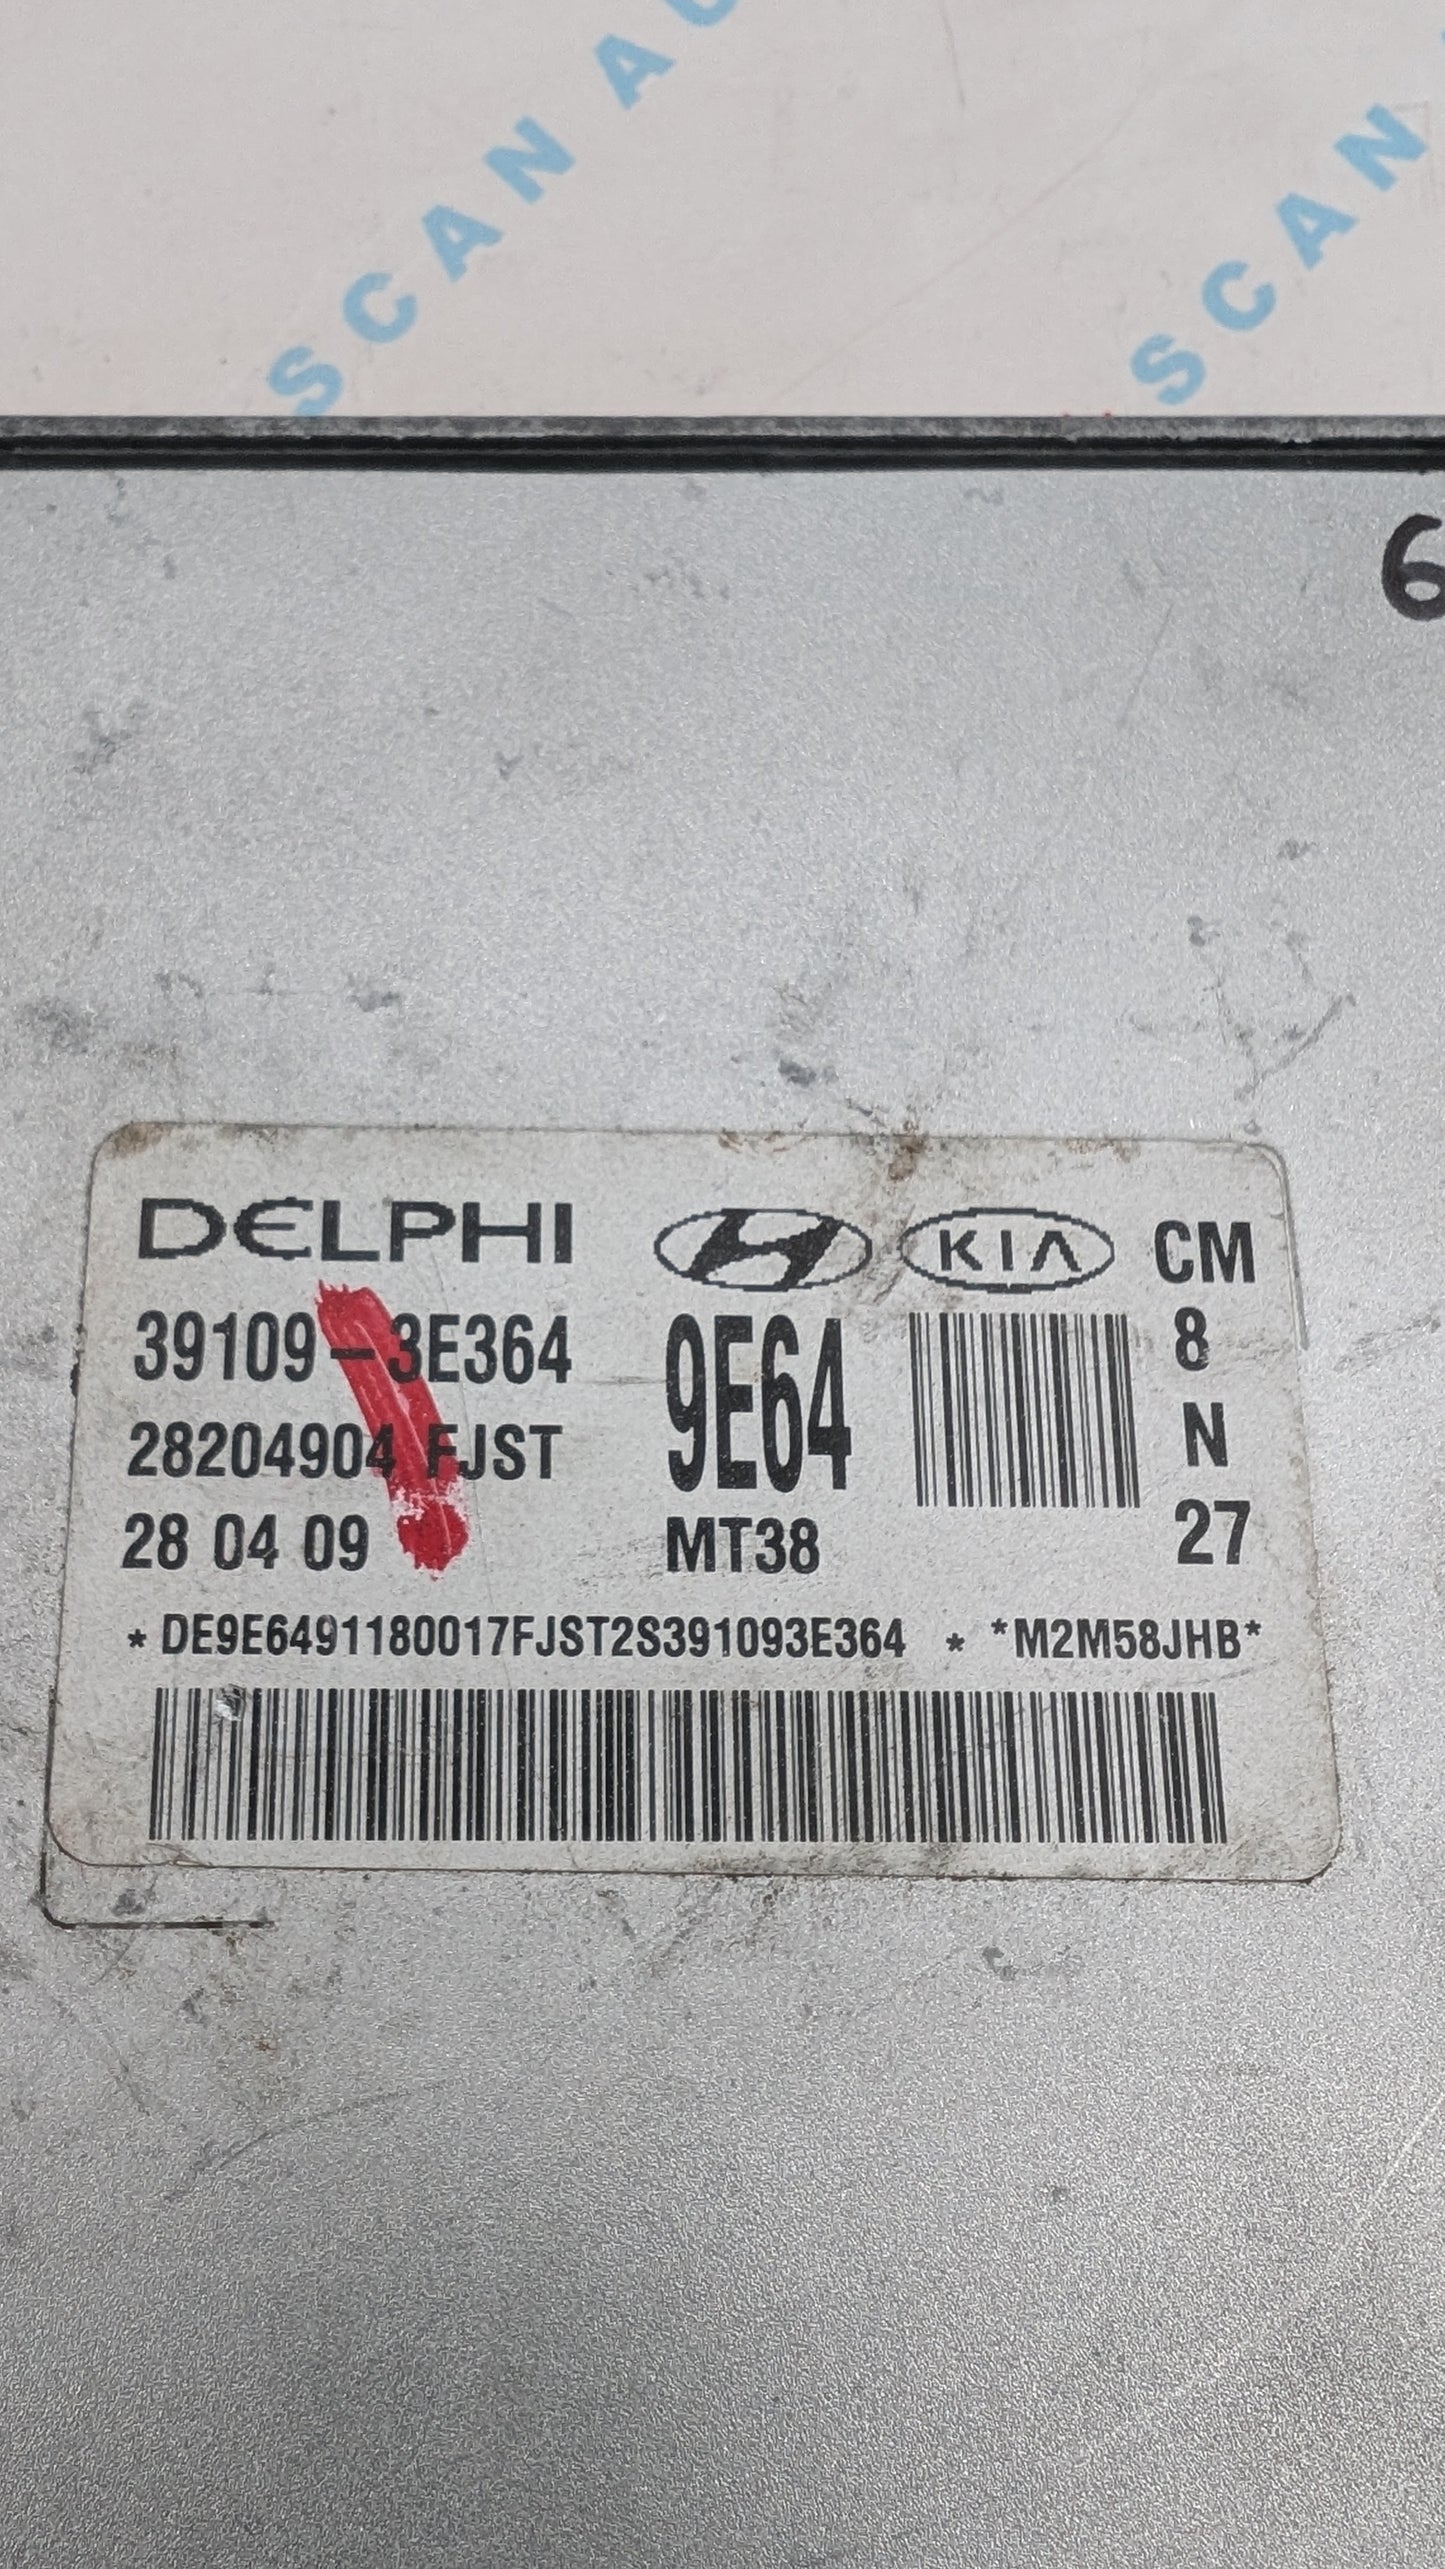 SCAN AU
SCAN
6
DELPHI
KIA
CM
39109-3E364
9E64
8
28204904 FJST
N
28 04 09
MT38
27
* DE9E6491180017FJST2S391093E364 * *M2M58JHB*